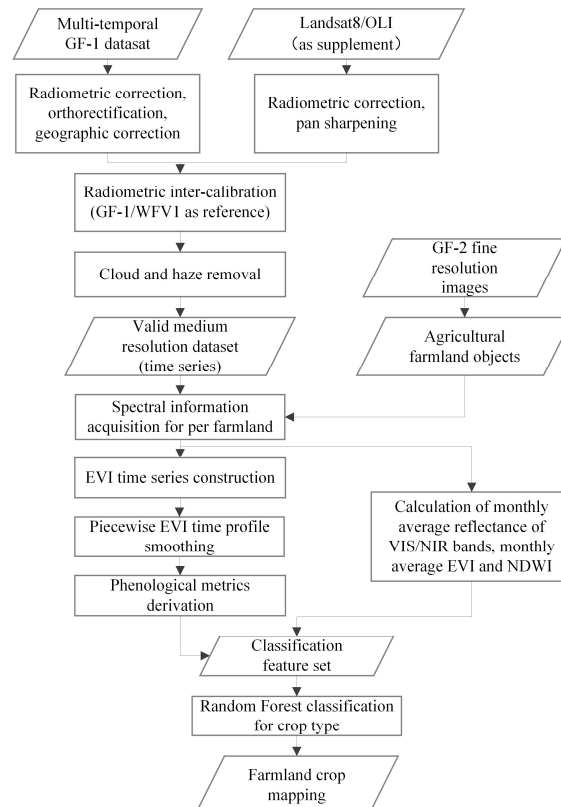 Multi-temporal
GF-1 datasat
Landsat8/OLI
（as supplement）
Radiometric correction,
orthorectification,
geographic correction
Radiometric correction,
pan sharpening
Radiometric inter-calibration
(GF-1/WFV1 as reference)
Cloud and haze removal
GF-2 fine
resolution
images
Valid medium
resolution dataset
(time series)
Agricultural
farmland objects
Spectral information
acquisition for per farmland
EVI time series construction
Calculation of monthly
average reflectance of
VIS/NIR bands, monthly
average EVI and NDWI
Piecewise EVI time profile
smoothing
Phenological metrics
derivation
Classification
feature set
Random Forest classification
for crop type
Farmland crop
mapping